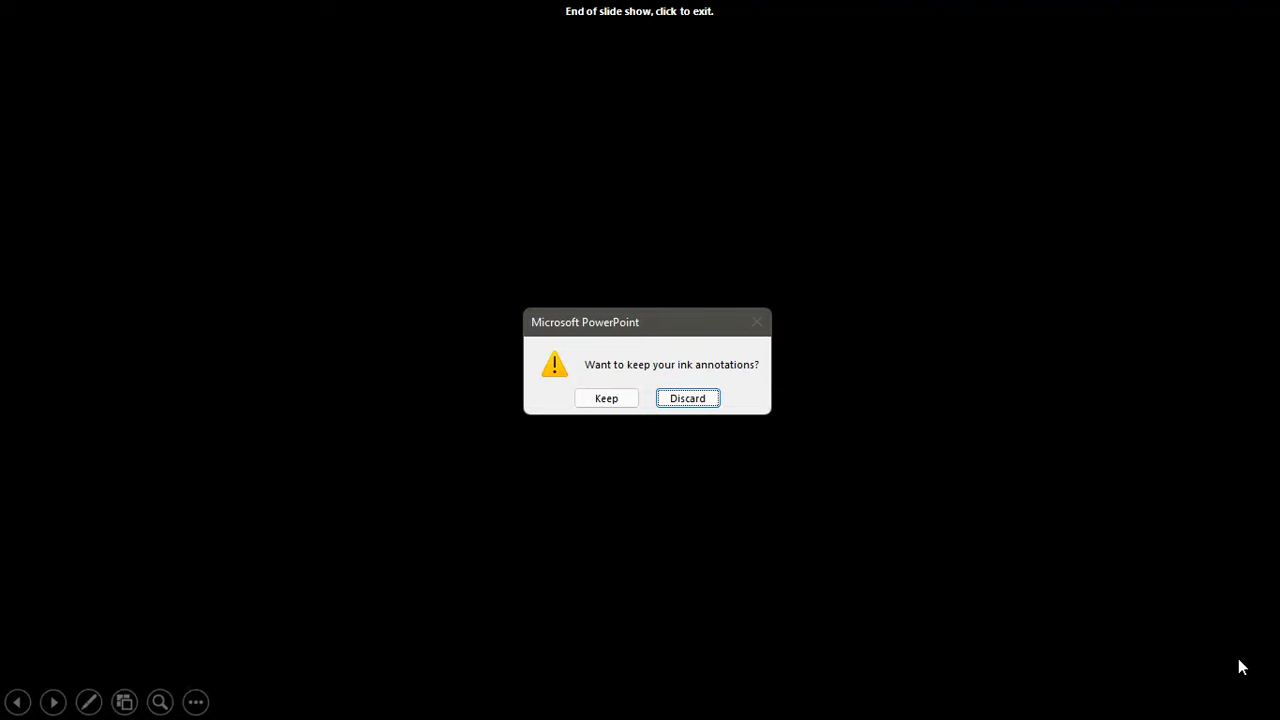 End of slide show, click to exit.
Microsoft PowerPoint
Want to keep your ink annotations?
Keep
Discard